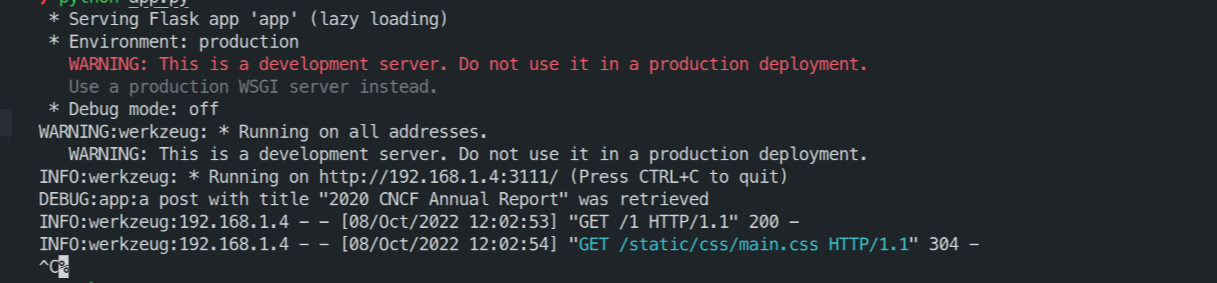 python app.py
 * Serving Flask app 'app' (lazy loading)
 * Environment: production
   WARNING: This is a development server. Do not use it in a production deployment.
   Use a production WSGI server instead.
 * Debug mode: off
WARNING:werkzeug: * Running on all addresses.
   WARNING: This is a development server. Do not use it in a production deployment.
INFO:werkzeug: * Running on http://192.168.1.4:3111/ (Press CTRL+C to quit)
DEBUG:app:a post with title "2020 CNCF Annual Report" was retrieved
INFO:werkzeug:192.168.1.4 - - [08/Oct/2022 12:02:53] "GET /1 HTTP/1.1" 200 -
INFO:werkzeug:192.168.1.4 - - [08/Oct/2022 12:02:54] "GET /static/css/main.css HTTP/1.1" 304 -
^C%